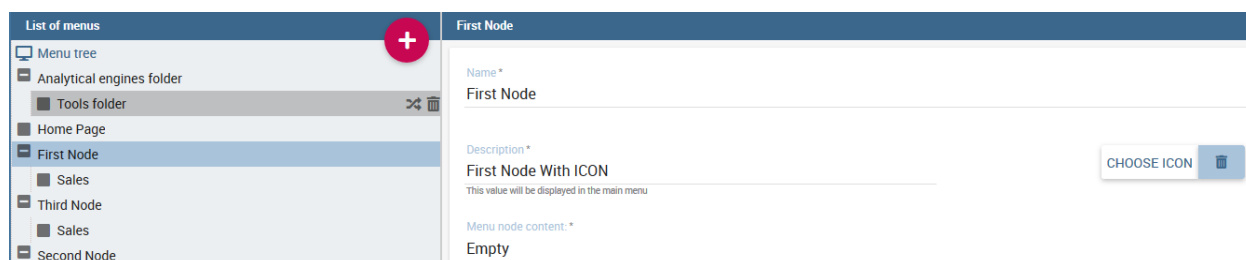 List of menus
Menu tree
Analytical engines folder
Tools folder
Home Page
First Node
Sales
Third Node
Sales
Second Node
First Node
Name *
First Node
Description *
First Node With ICON
This value will be displayed in the main menu
CHOOSE ICON
Menu node content: *
Empty